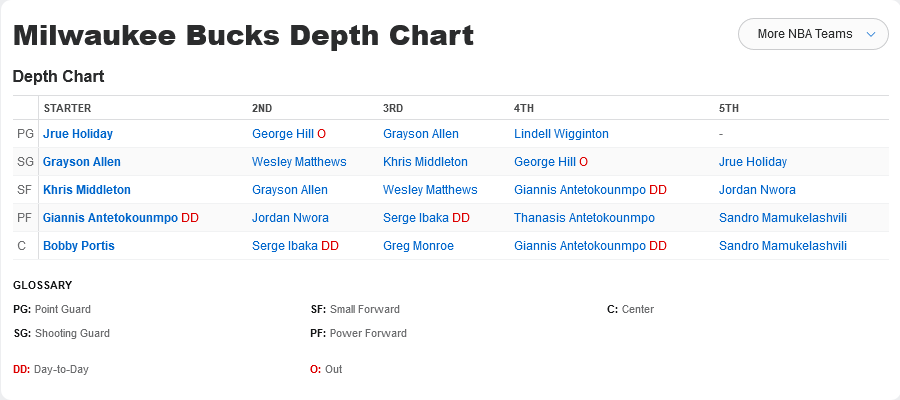 Milwaukee Bucks Depth Chart
More NBA Teams
Depth Chart
STARTER 2ND 3RD 4TH 5TH
PG Jrue Holiday George Hill O Grayson Allen Lindell Wigginton -
SG Grayson Allen Wesley Matthews Khris Middleton George Hill O Jrue Holiday
SF Khris Middleton Grayson Allen Wesley Matthews Giannis Antetokounmpo DD Jordan Nwora
PF Giannis Antetokounmpo DD Jordan Nwora Serge Ibaka DD Thanasis Antetokounmpo Sandro Mamukelashvili
C Bobby Portis Serge Ibaka DD Greg Monroe Giannis Antetokounmpo DD Sandro Mamukelashvili
GLOSSARY
PG: Point Guard SF: Small Forward C: Center
SG: Shooting Guard PF: Power Forward
DD: Day-to-Day O: Out